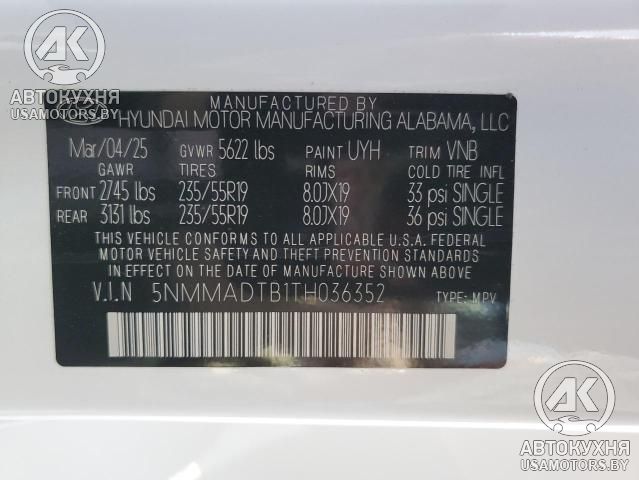 АК
АВТОКУХНЯ
USAMOTORS.BY
MANUFACTURED BY
HYUNDAI MOTOR MANUFACTURING ALABAMA, LLC
Mar/04/25 GVWR 5622 lbs PAINT UYH TRIM VNB
GAWR TIRES RIMS COLD TIRE INFL
FRONT 2745 lbs 235/55R19 8.0JX19 33 psi SINGLE
REAR 3131 lbs 235/55R19 8.0JX19 36 psi SINGLE
THIS VEHICLE CONFORMS TO ALL APPLICABLE U.S.A. FEDERAL
MOTOR VEHICLE SAFETY AND THEFT PREVENTION STANDARDS
IN EFFECT ON THE DATE OF MANUFACTURE SHOWN ABOVE.
V.I.N 5NMMADTB1TH036352 TYPE: MPV
АК
АВТОКУХНЯ
USAMOTORS.BY